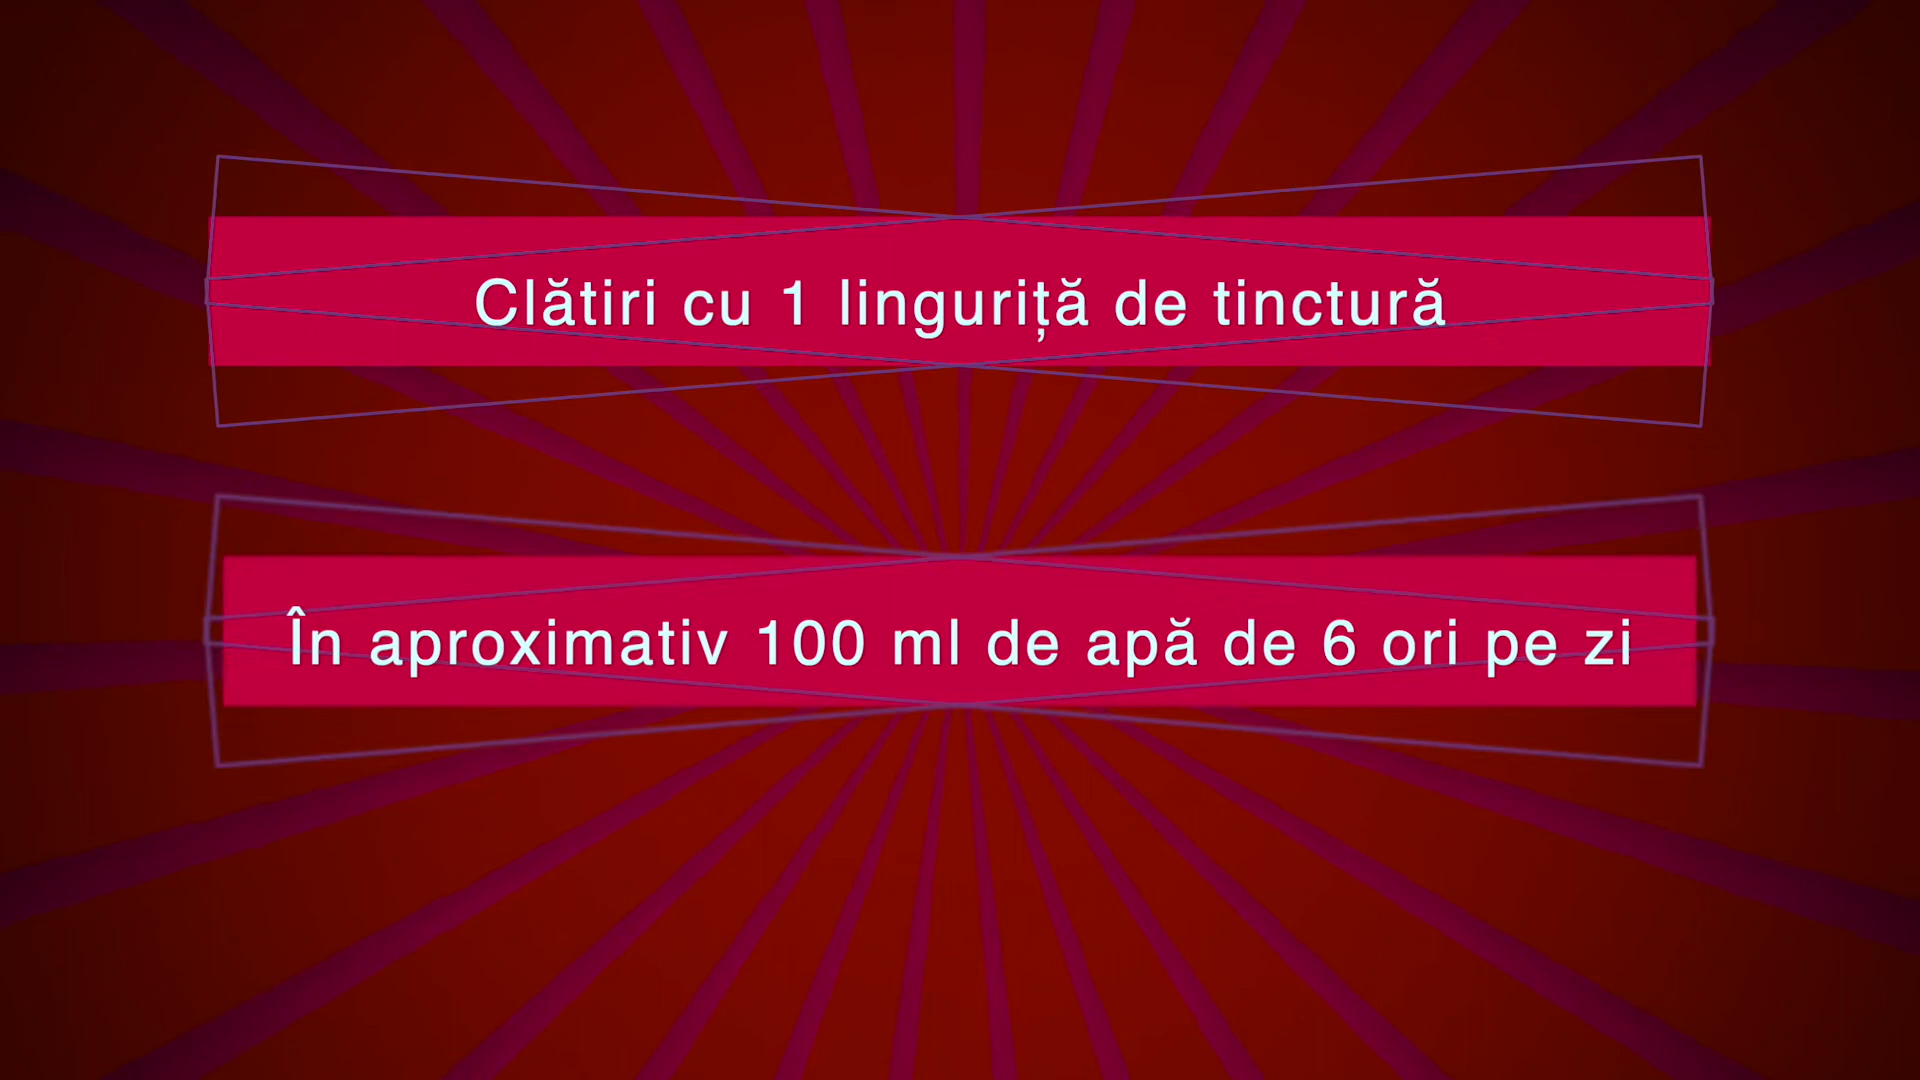 Clătiri cu 1 linguriță de tinctură
În aproximativ 100 ml de apă de 6 ori pe zi